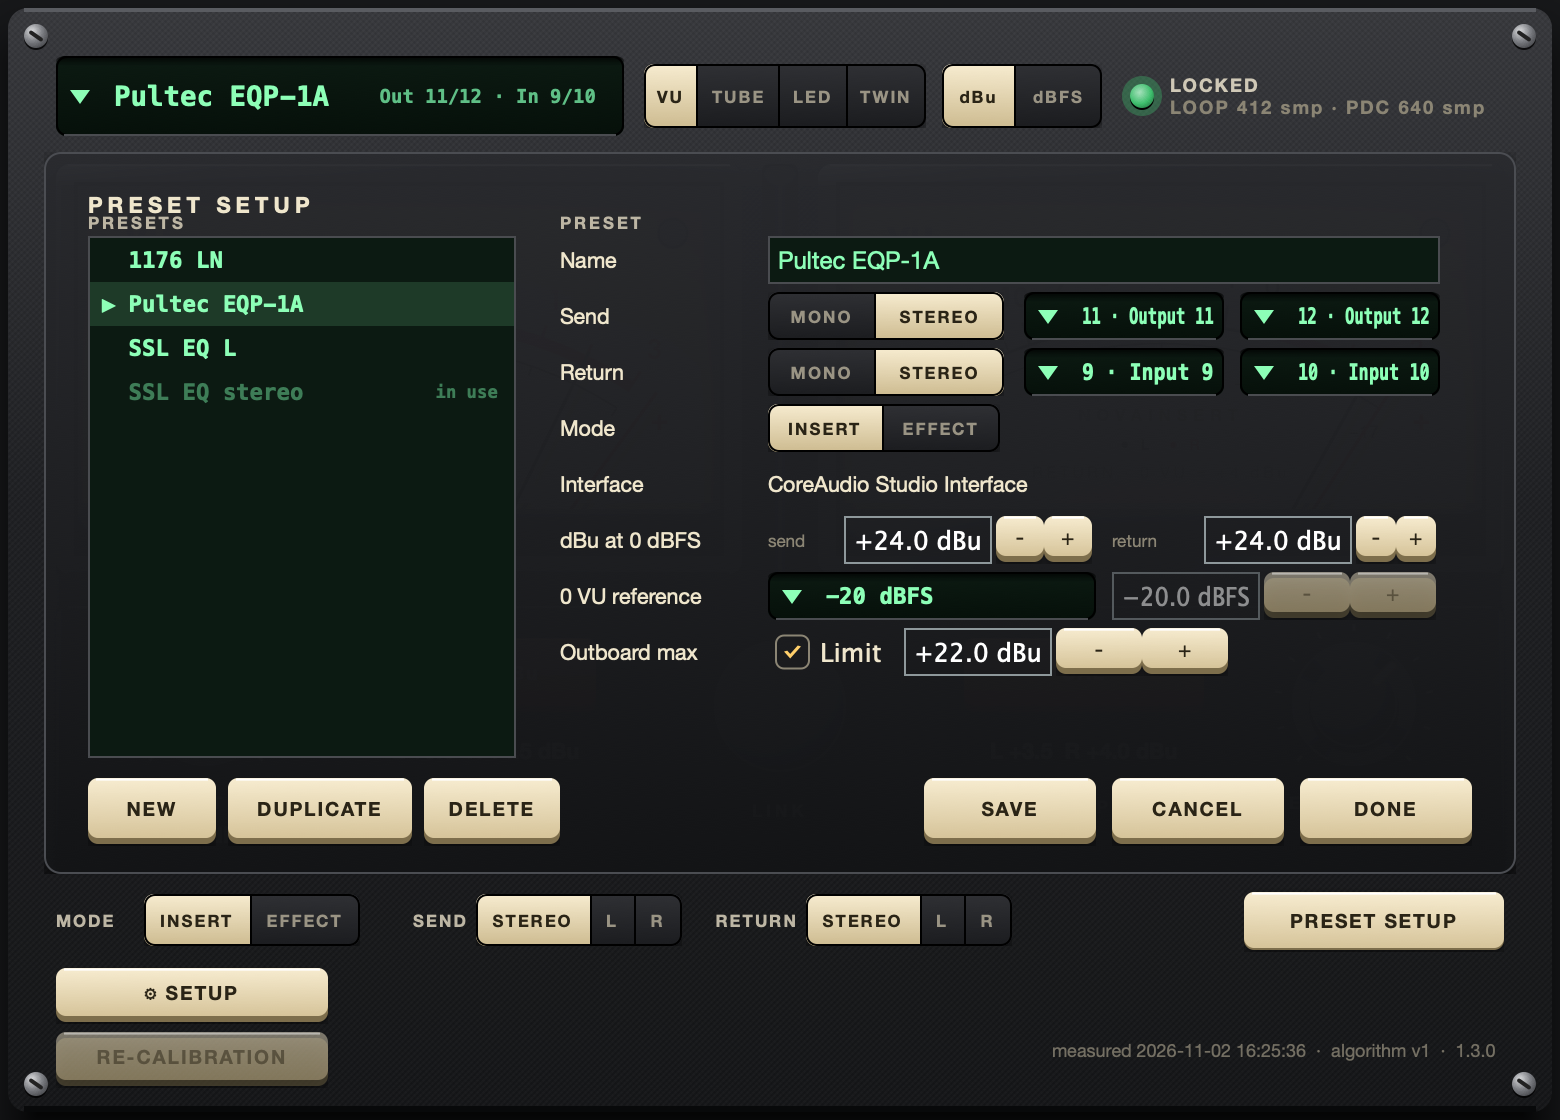 Pultec EQP-1A Out 11/12 · In 9/10 VU TUBE LED TWIN dBu dBFS LOCKED
LOOP 412 smp · PDC 640 smp
PRESET SETUP
PRESETS PRESET
1176 LN Name Pultec EQP-1A
Pultec EQP-1A Send MONO STEREO 11 · Output 11 12 · Output 12
SSL EQ L Return MONO STEREO 9 · Input 9 10 · Input 10
SSL EQ stereo in use Mode INSERT EFFECT
Interface CoreAudio Studio Interface
dBu at 0 dBFS send +24.0 dBu - + return +24.0 dBu - +
0 VU reference −20 dBFS −20.0 dBFS - +
Outboard max Limit +22.0 dBu - +
NEW DUPLICATE DELETE SAVE CANCEL DONE
MODE INSERT EFFECT SEND STEREO L R RETURN STEREO L R PRESET SETUP
⚙ SETUP
RE-CALIBRATION measured 2026-11-02 16:25:36 · algorithm v1 · 1.3.0